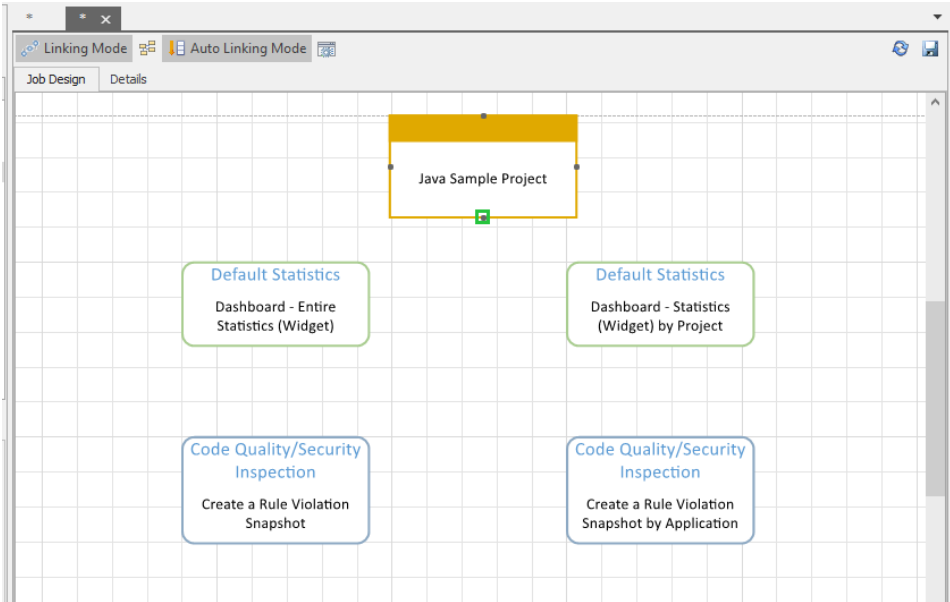 * * ×
Linking Mode Auto Linking Mode
Job Design Details
Java Sample Project
Default Statistics
Dashboard - Entire
Statistics (Widget)
Default Statistics
Dashboard - Statistics
(Widget) by Project
Code Quality/Security
Inspection
Create a Rule Violation
Snapshot
Code Quality/Security
Inspection
Create a Rule Violation
Snapshot by Application